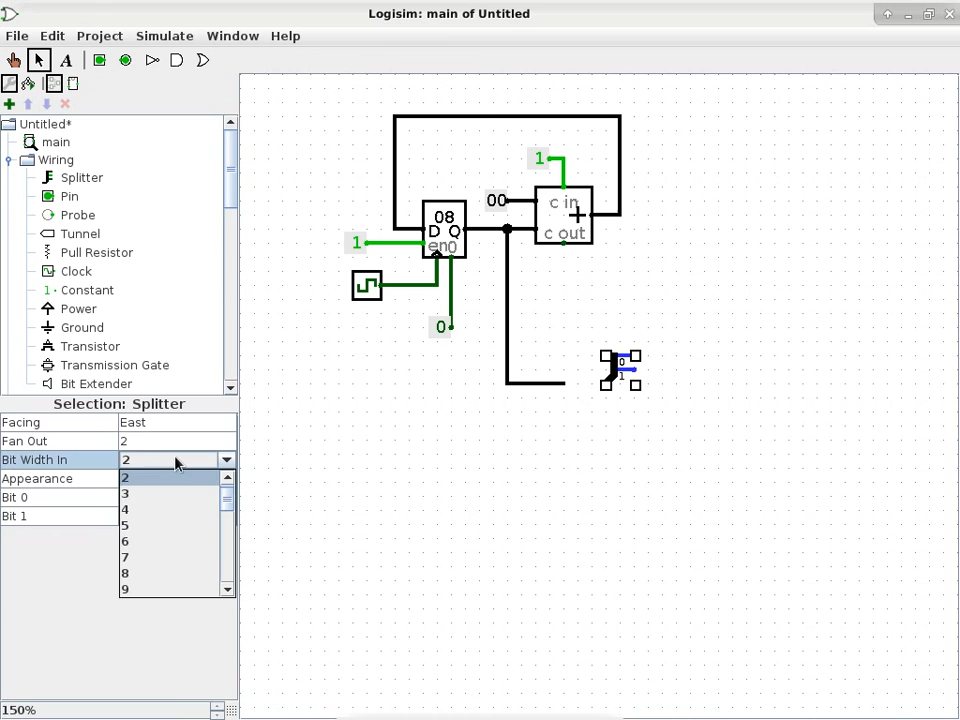 Logisim: main of Untitled
File Edit Project Simulate Window Help
A
Untitled*
main
Wiring
Splitter
Pin
Probe
Tunnel
Pull Resistor
Clock
1 Constant
Power
Ground
Transistor
Transmission Gate
Bit Extender
Selection: Splitter
Facing East
Fan Out 2
Bit Width In 2
Appearance
Bit 0
Bit 1
2
3
4
5
6
7
8
9
150%
1
00
c in
c out
08
D Q
en0
1
0
0
1